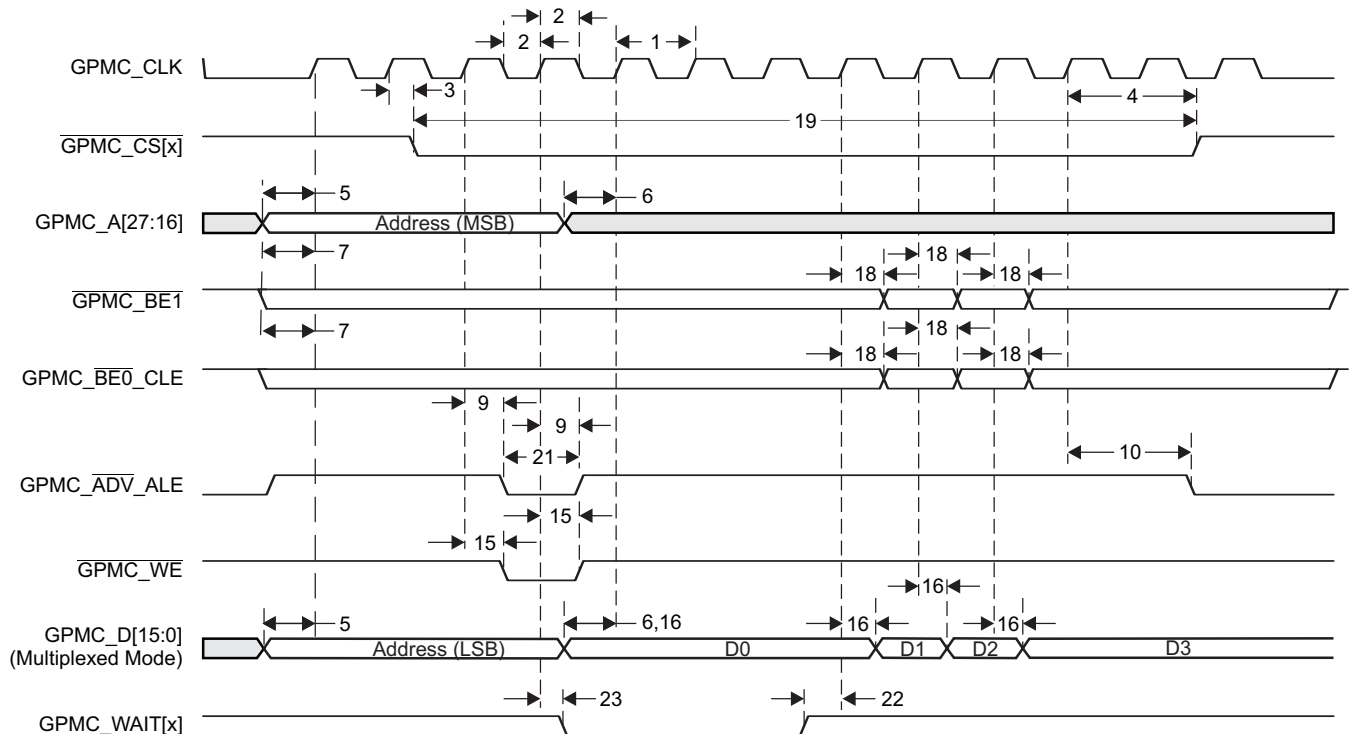 2
2
1
GPMC_CLK
3
4
19
GPMC_CS[x]
5
6
GPMC_A[27:16]
Address (MSB)
7
18
18
18
GPMC_BE1
7
18
18
18
GPMC_BE0_CLE
9
9
21
10
GPMC_ADV_ALE
15
15
GPMC_WE
16
5
6,16
16
16
GPMC_D[15:0]
(Multiplexed Mode)
Address (LSB)
D0
D1
D2
D3
23
22
GPMC_WAIT[x]